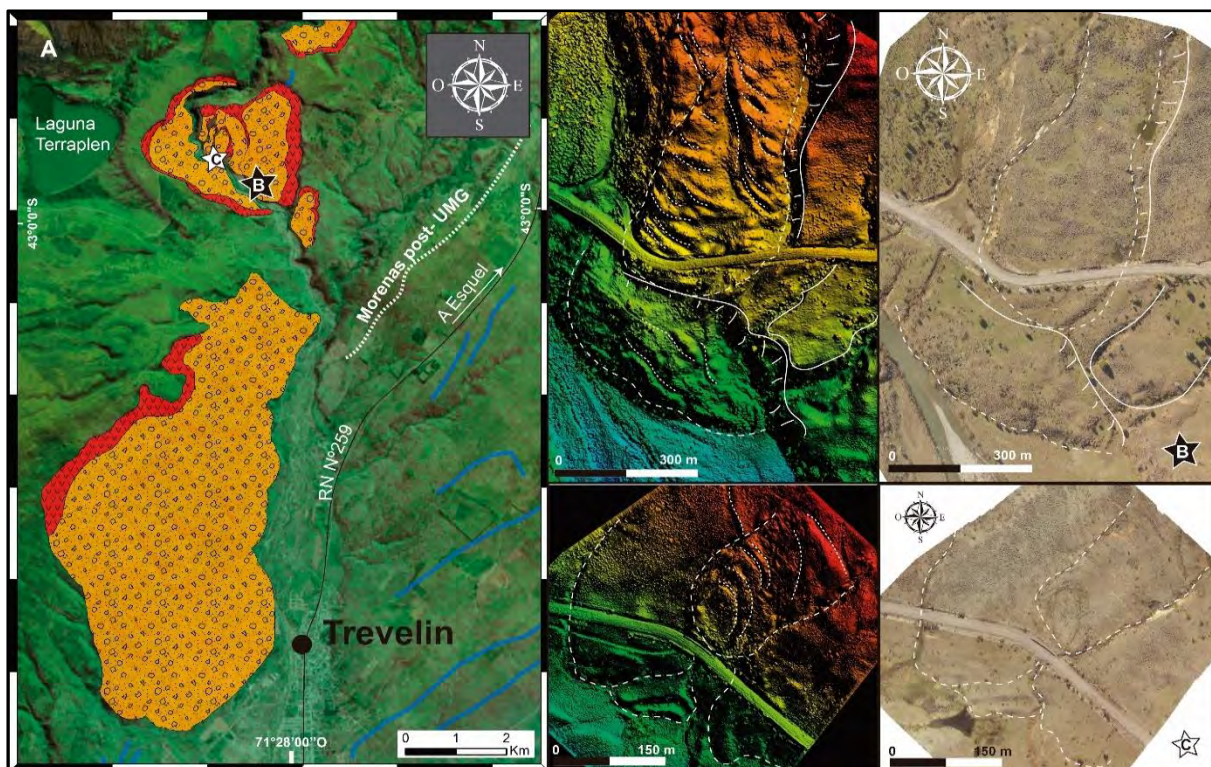 A
N
O E
S
Laguna
Terraplen
C
B
43°0'0"S
43°0'0"S
Morenas post- UMG
A Esquel
RN Nº259
Trevelin
71°28'00"O
0 1 2
Km
0 300 m
N
O E
S
0 300 m
B
0 150 m
N
O E
S
0 150 m
C